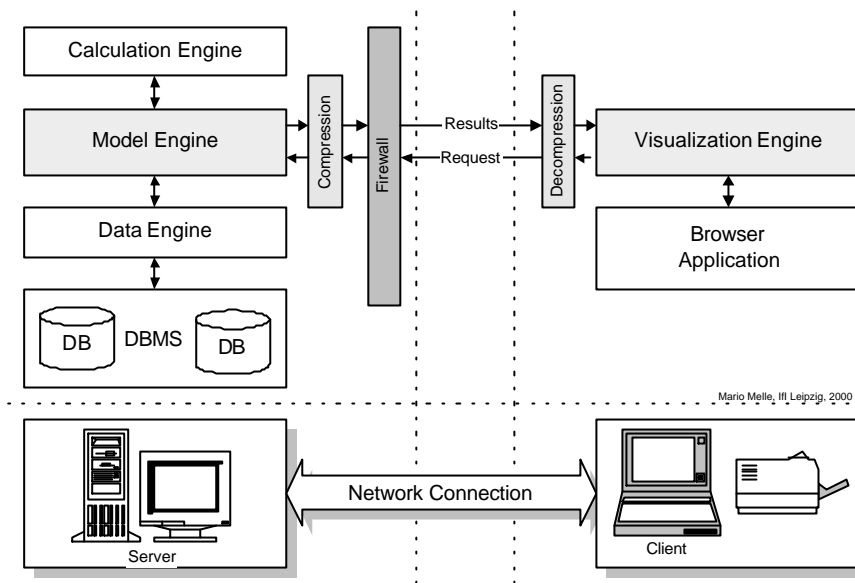 Calculation Engine
Model Engine
Data Engine
DB
DBMS
DB
Compression
Firewall
Results
Request
Decompression
Visualization Engine
Browser
Application
Mario Melle, IfI Leipzig, 2000
Server
Network Connection
Client